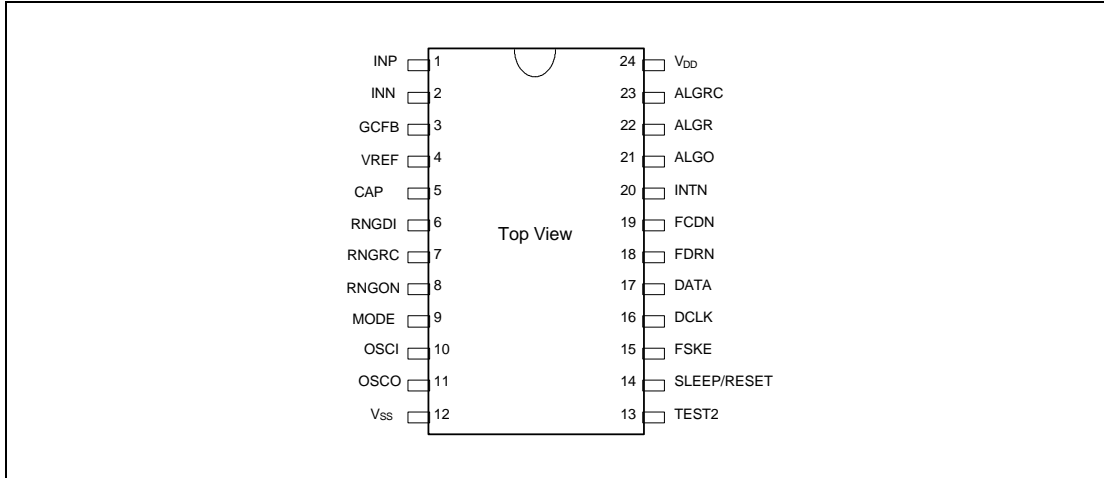 INP 1 24 VDD
INN 2 23 ALGRC
GCFB 3 22 ALGR
VREF 4 21 ALGO
CAP 5 20 INTN
RNGDI 6 19 FCDN
Top View
RNGRC 7 18 FDRN
RNGON 8 17 DATA
MODE 9 16 DCLK
OSCI 10 15 FSKE
OSCO 11 14 SLEEP/RESET
VSS 12 13 TEST2